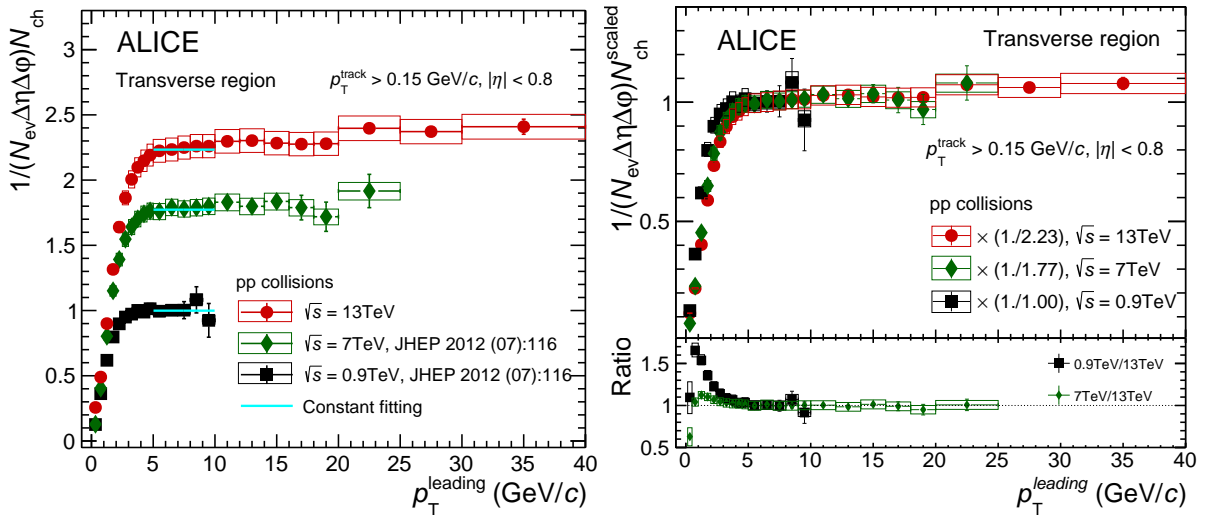 ALICE
Transverse region
p_T^track > 0.15 GeV/c, |η| < 0.8
1/(N_ev Δη Δφ) N_ch
3
2.5
2
1.5
1
0.5
0
pp collisions
√s = 13TeV
√s = 7TeV, JHEP 2012 (07):116
√s = 0.9TeV, JHEP 2012 (07):116
Constant fitting
0 5 10 15 20 25 30 35 40
p_T^leading (GeV/c)
ALICE
Transverse region
1/(N_ev Δη Δφ) N_ch^scaled
1
0.5
p_T^track > 0.15 GeV/c, |η| < 0.8
pp collisions
× (1./2.23), √s = 13TeV
× (1./1.77), √s = 7TeV
× (1./1.00), √s = 0.9TeV
Ratio
1.5
1
0.5
0.9TeV/13TeV
7TeV/13TeV
0 5 10 15 20 25 30 35 40
p_T^leading (GeV/c)